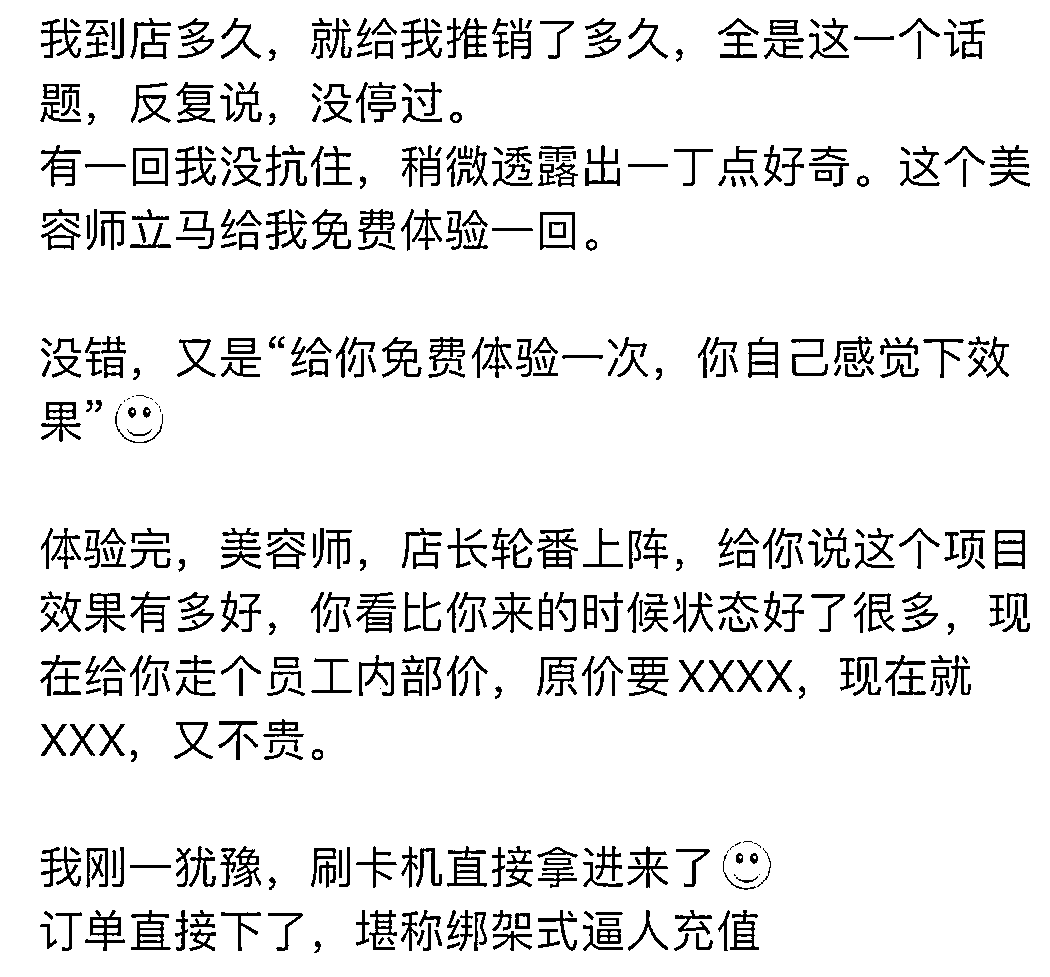 我到店多久，就给我推销了多久，全是这一个话
题，反复说，没停过。
有一回我没抗住，稍微透露出一丁点好奇。这个美
容师立马给我免费体验一回。
没错，又是“给你免费体验一次，你自己感觉下效
果”
体验完，美容师，店长轮番上阵，给你说这个项目
效果有多好，你看比你来的时候状态好了很多，现
在给你走个员工内部价，原价要XXXX，现在就
XXX，又不贵。
我刚一犹豫，刷卡机直接拿进来了
订单直接下了，堪称绑架式逼人充值